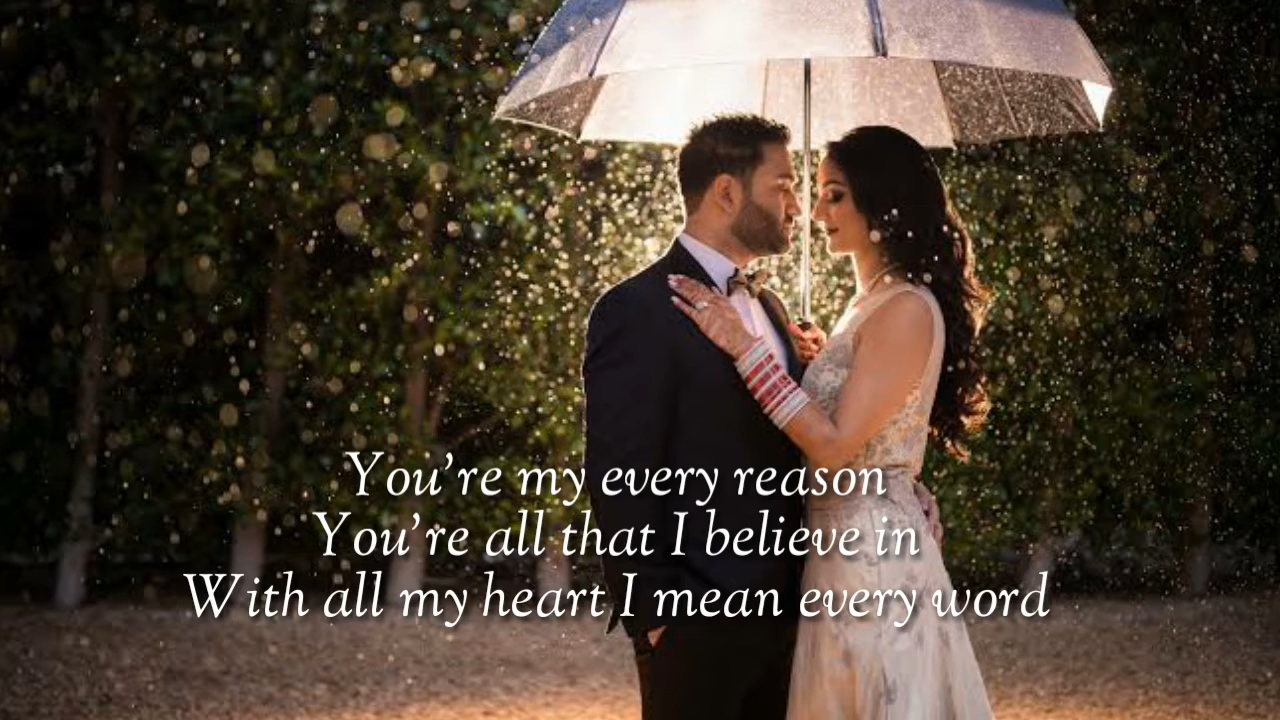 You’re my every reason
You’re all that I believe in
With all my heart I mean every word